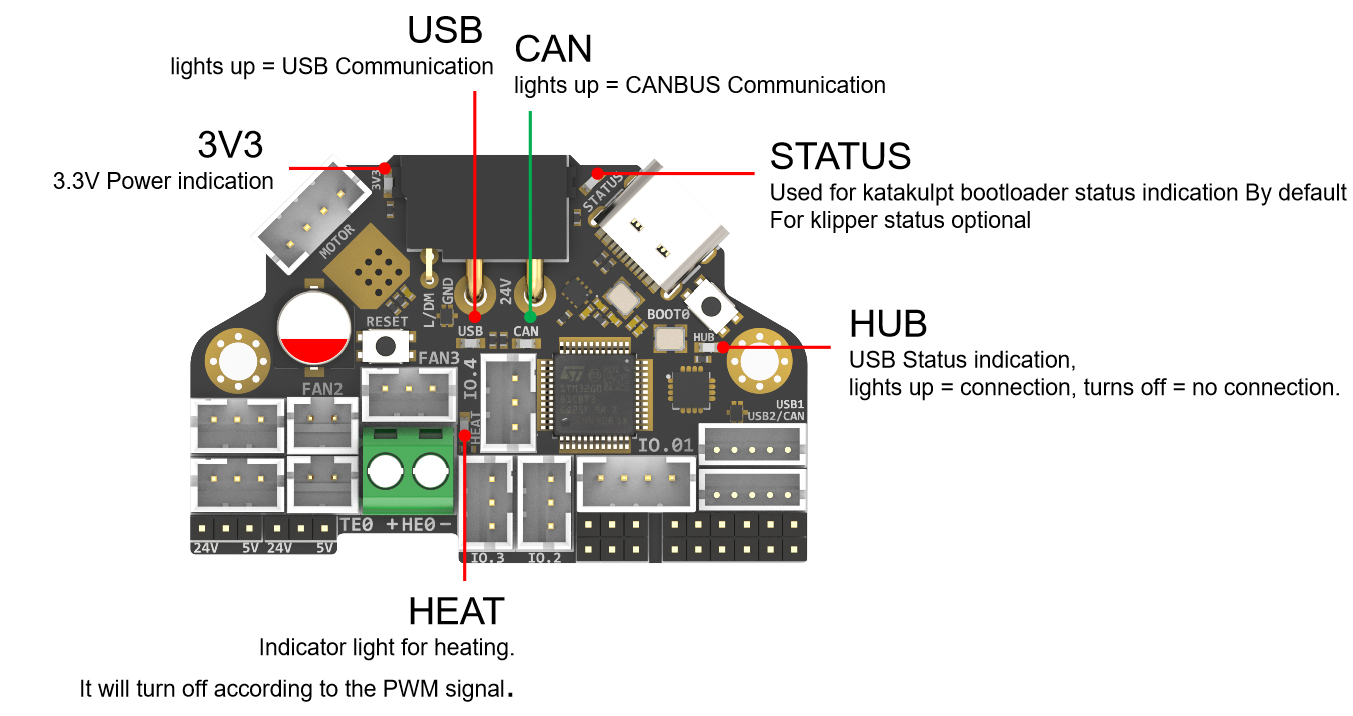 USB
lights up = USB Communication
CAN
lights up = CANBUS Communication
3V3
3.3V Power indication
STATUS
Used for katakulpt bootloader status indication By default
For klipper status optional
HUB
USB Status indication,
lights up = connection, turns off = no connection.
3V3
STATUS
MOTOR
L/DM
GND
24V
BOOT0
RESET
USB
CAN
HUB
FAN3
FAN2
IO.4
HEAT
USB1
USB2/CAN
IO.01
TE0
+HE0-
24V
5V
24V
5V
IO.3
IO.2
HEAT
Indicator light for heating.
It will turn off according to the PWM signal.